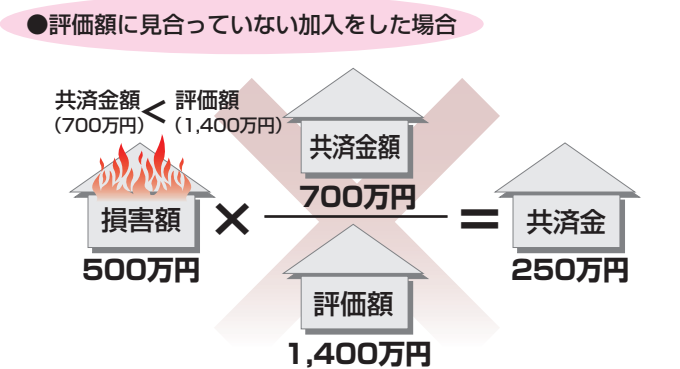 ●評価額に見合っていない加入をした場合
共済金額 < 評価額
(700万円) (1,400万円)
共済金額
700万円
損害額
500万円
×
=
共済金
250万円
評価額
1,400万円